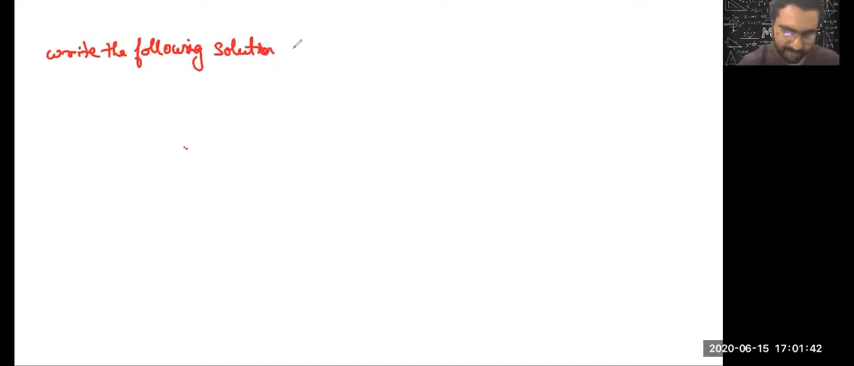 write the following solution
2020-06-15 17:01:42